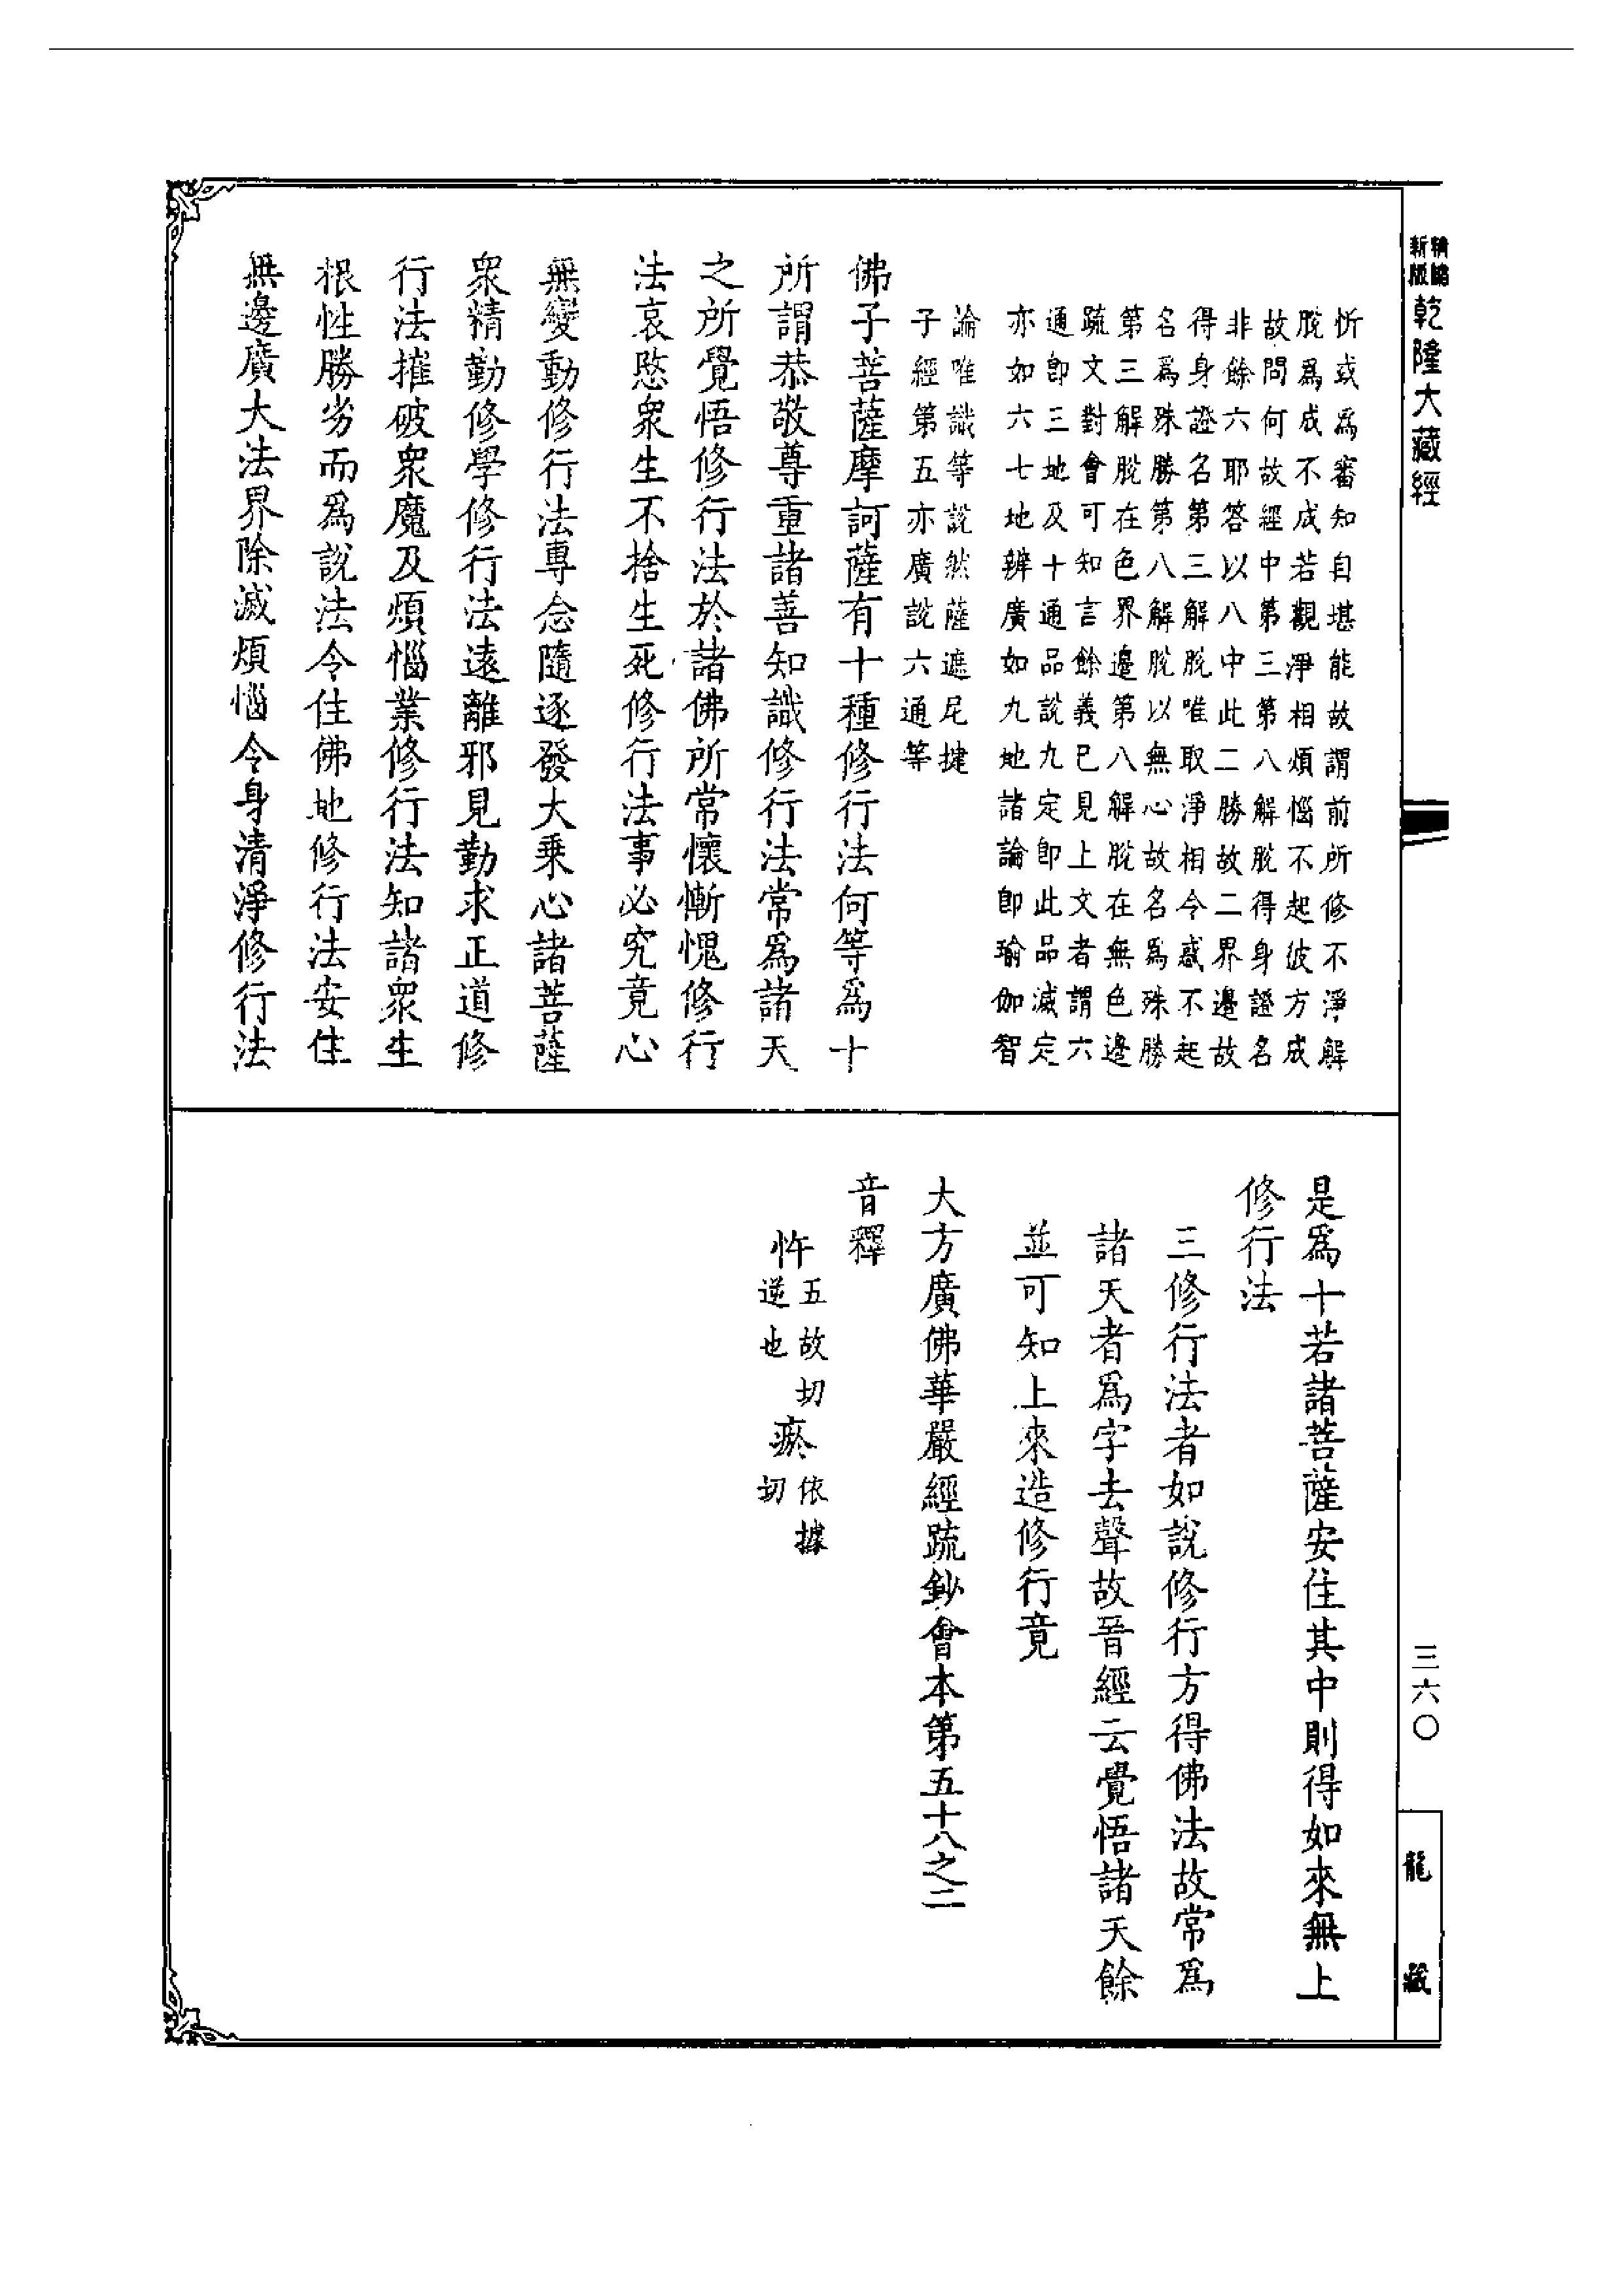 新版
精編
乾隆大藏經
忻或為審知自堪能故謂前所修不淨解
脫為成不成若觀淨相煩惱不起彼方成
故問何故經中第三第八解脫得身證名
非餘六耶答以八中此二勝故二界邊故
得身證名第三解脫唯取淨相令惑不起
名為殊勝第八解脫以無心故名為殊勝
第三解脫在色界邊第八解脫在無色邊
疏文對會可知言餘義已見上文者謂六
通即三地及十通品說九定即此品滅定
亦如六七地辨廣如九地諸論即瑜伽智
論唯識等說然薩遮尼揵
子經第五亦廣說六通等
佛子菩薩摩訶薩有十種修行法何等為十
所謂恭敬尊重諸善知識修行法常為諸天
之所覺悟修行法於諸佛所常懷慚愧修行
法哀愍衆生不捨生死修行法事必究竟心
無變動修行法專念隨逐發大乘心諸菩薩
衆精勤修學修行法遠離邪見勤求正道修
行法摧破衆魔及煩惱業修行法知諸衆生
根性勝劣而為說法令住佛地修行法安住
無邊廣大法界除滅煩惱令身清淨修行法
是為十若諸菩薩安住其中則得如來無上
修行法
三修行法者如說修行方得佛法故常為
諸天者為字去聲故晉經云覺悟諸天餘
並可知上來造修行竟
大方廣佛華嚴經疏鈔會本第五十八之二
音釋
忤五故切逆也 瘀依據切
三六〇
龍藏